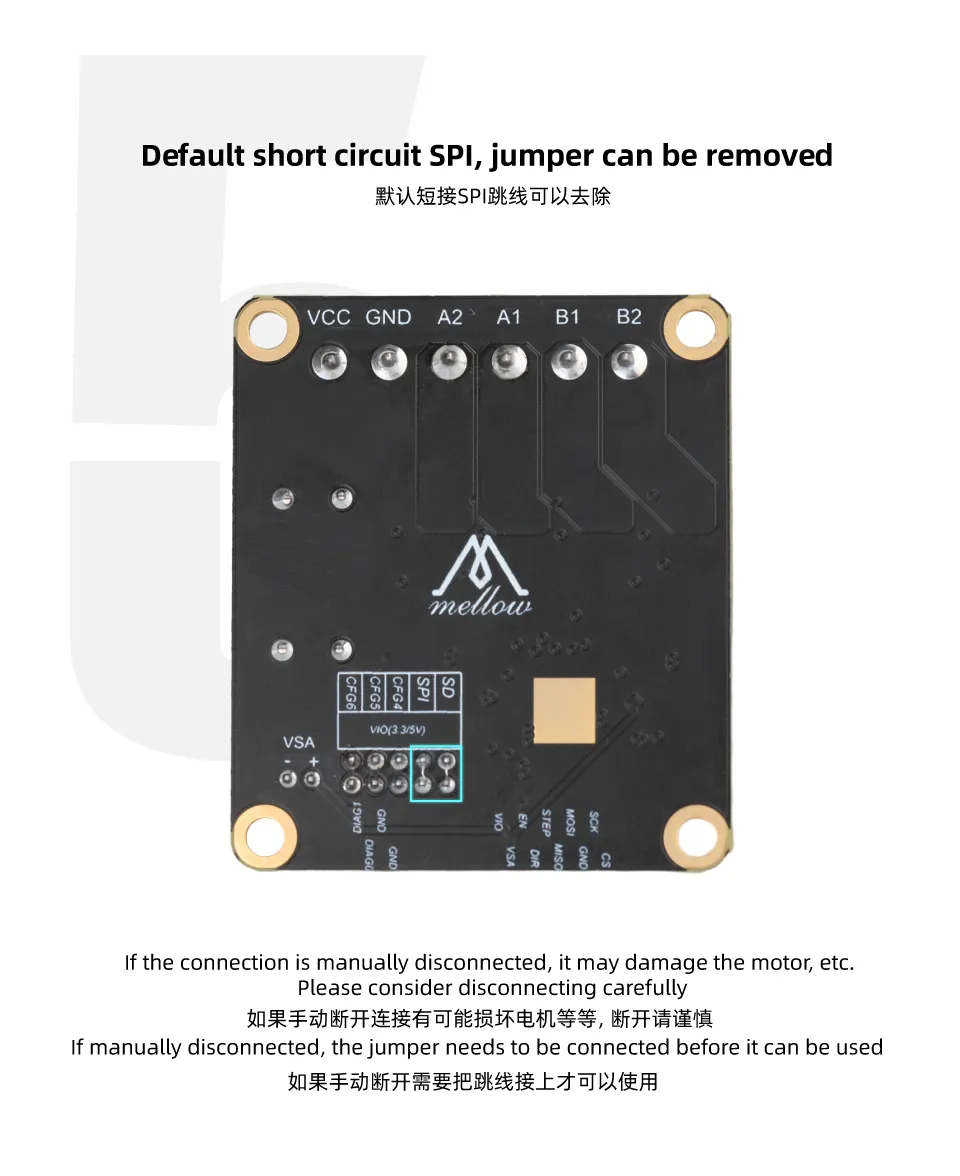 Default short circuit SPI, jumper can be removed
默认短接SPI跳线可以去除
VCC GND A2 A1 B1 B2
mellow
CFG6 CFG5 CFG4 SPI SD
VIO(3.3/5V)
VSA
- +
DIAG1 GND VIO EN STEP MOSI SCK
DIAG0 GND VSA DIR MISO GND CS
If the connection is manually disconnected, it may damage the motor, etc.
Please consider disconnecting carefully
如果手动断开连接有可能损坏电机等等, 断开请谨慎
If manually disconnected, the jumper needs to be connected before it can be used
如果手动断开需要把跳线接上才可以使用